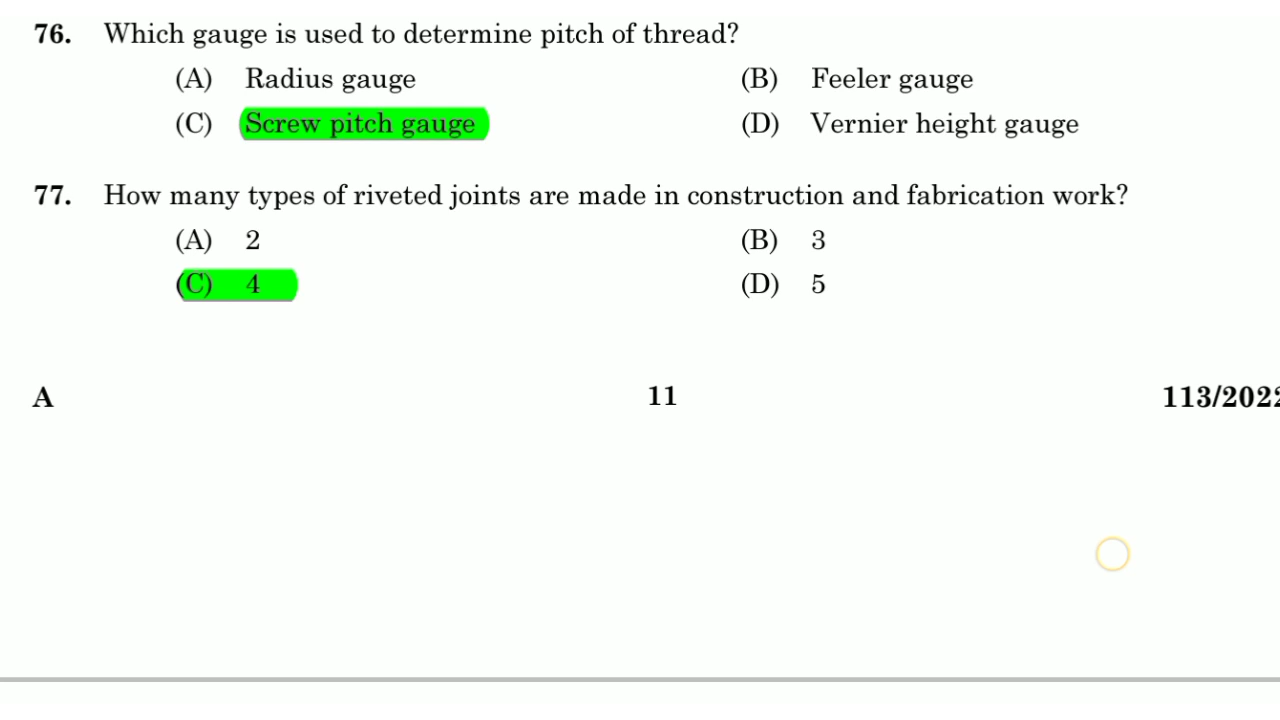 76. Which gauge is used to determine pitch of thread?
(A) Radius gauge (B) Feeler gauge
(C) Screw pitch gauge (D) Vernier height gauge
77. How many types of riveted joints are made in construction and fabrication work?
(A) 2 (B) 3
(C) 4 (D) 5
A 11 113/2022